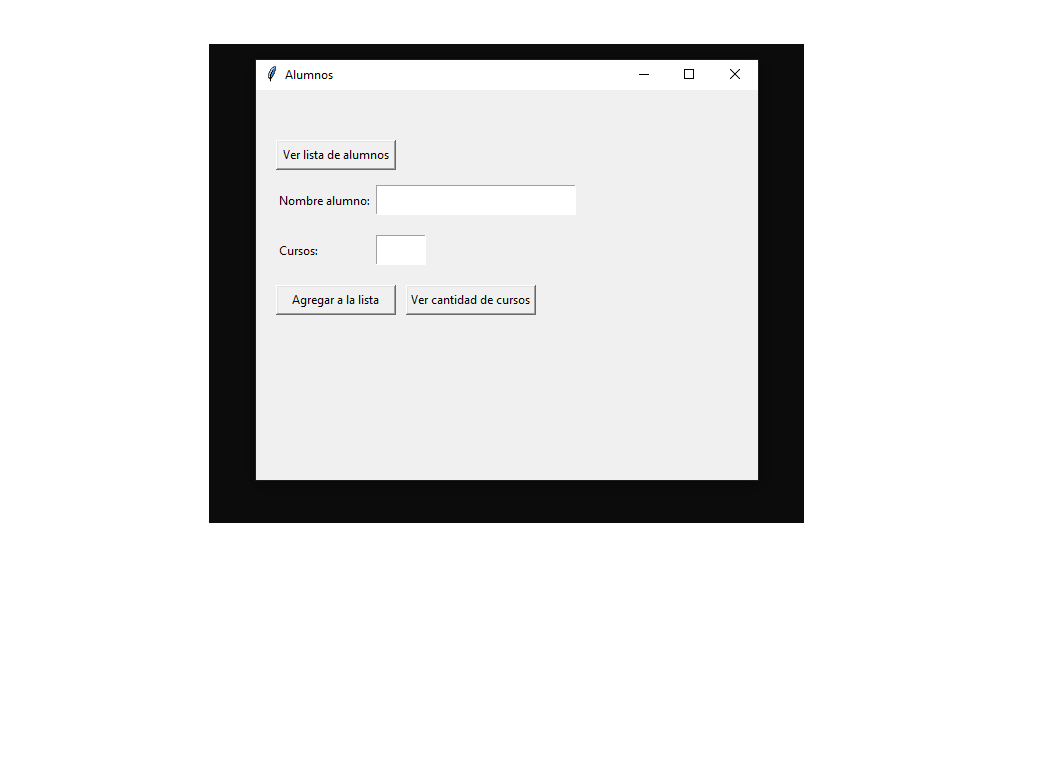 Alumnos
Ver lista de alumnos
Nombre alumno:
Cursos:
Agregar a la lista Ver cantidad de cursos